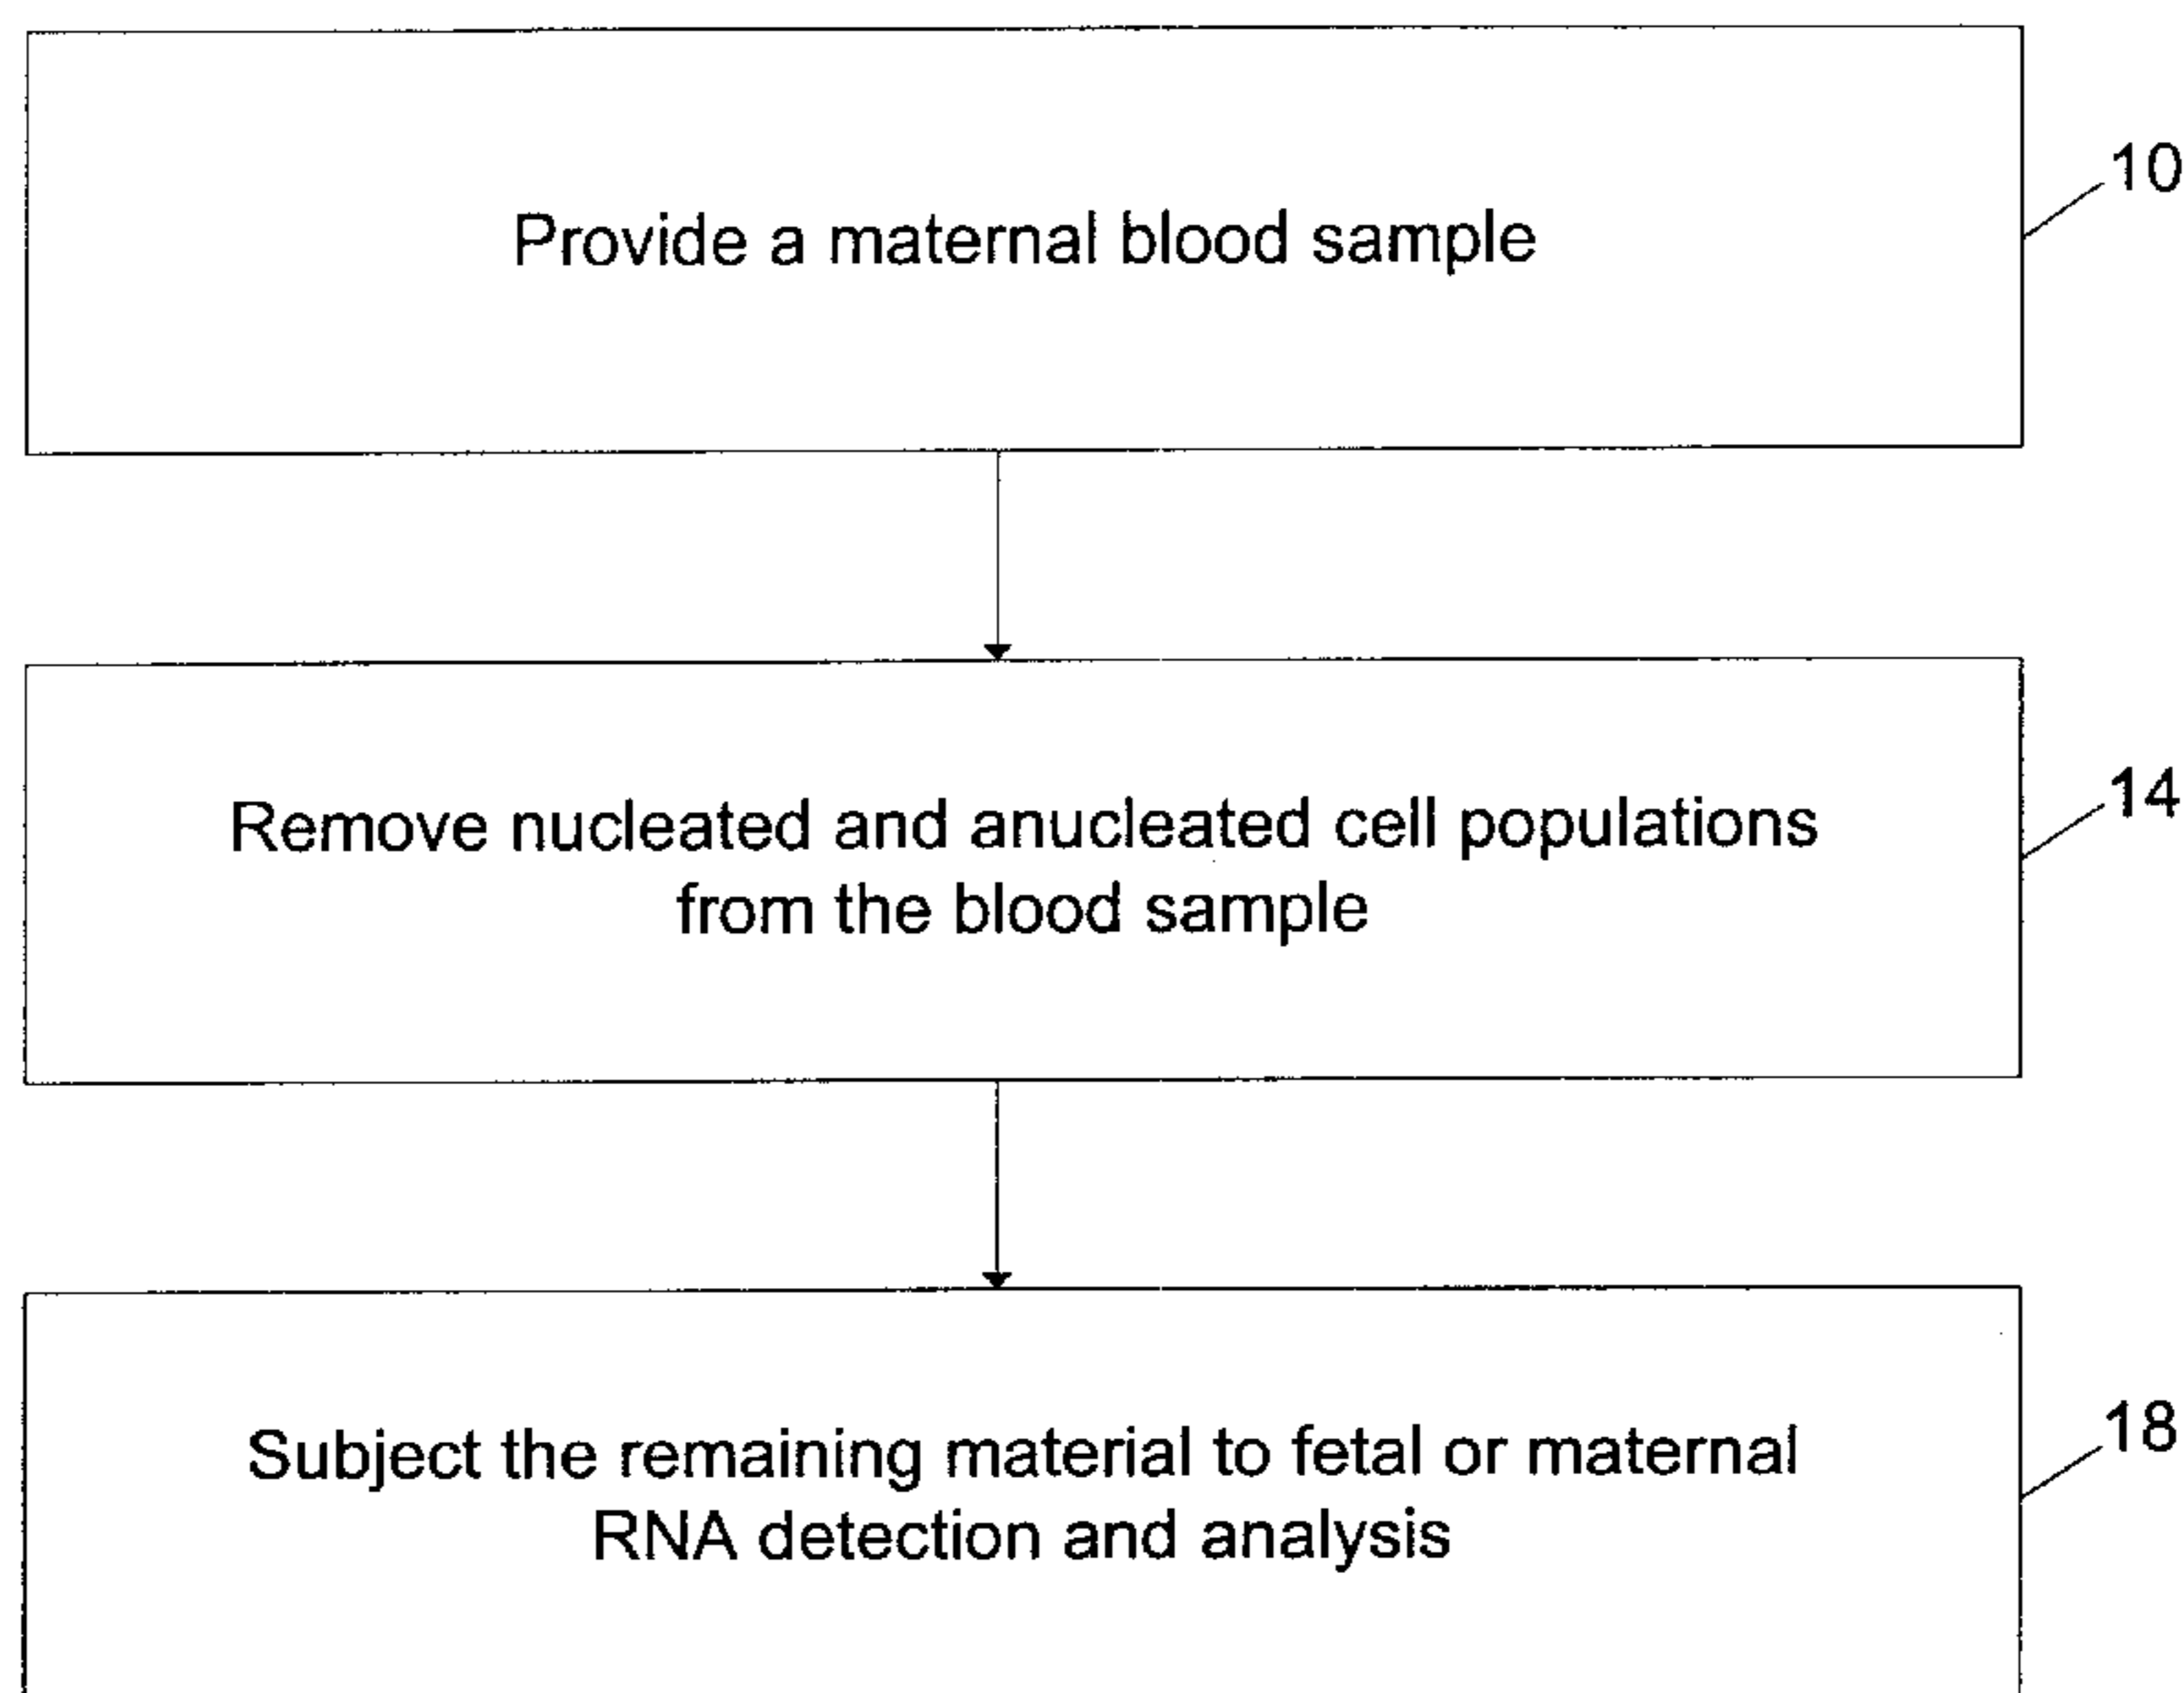 Provide a maternal blood sample
10
Remove nucleated and anucleated cell populations
from the blood sample
14
Subject the remaining material to fetal or maternal
RNA detection and analysis
18